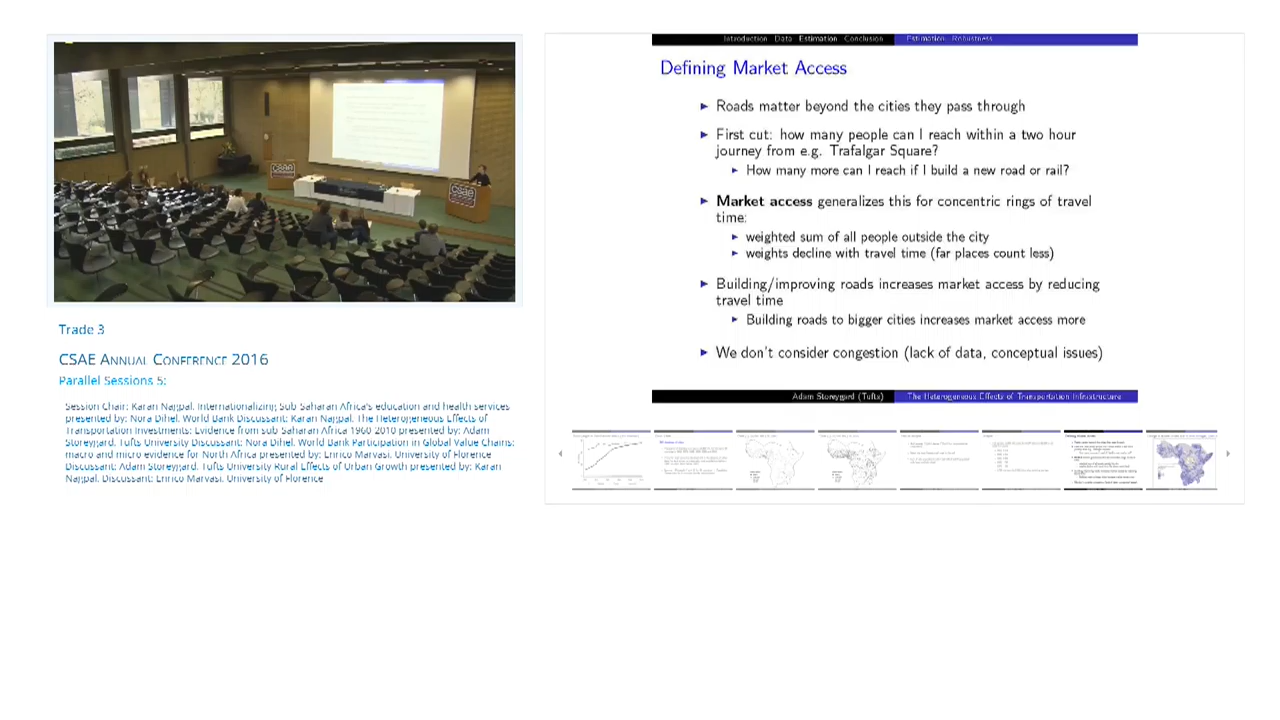 csae
csae
Trade 3
CSAE ANNUAL CONFERENCE 2016
Parallel Sessions 5:
Session Chair: Karan Nagpal. Internationalizing Sub Saharan Africa's education and health services
presented by: Nora Dihel. World Bank Discussant: Karan Nagpal. The Heterogeneous Effects of
Transportation Investments: Evidence from sub Saharan Africa 1960 2010 presented by: Adam
Storeygard. Tufts University Discussant: Nora Dihel. World Bank Participation in Global Value Chains:
macro and micro evidence for North Africa presented by: Enrico Marvasi. University of Florence
Discussant: Adam Storeygard. Tufts University Rural Effects of Urban Growth presented by: Karan
Nagpal. Discussant: Enrico Marvasi. University of Florence
Introduction Data Estimation Conclusion Estimation Robustness
Defining Market Access
Roads matter beyond the cities they pass through
First cut: how many people can I reach within a two hour
journey from e.g. Trafalgar Square?
How many more can I reach if I build a new road or rail?
Market access generalizes this for concentric rings of travel
time:
weighted sum of all people outside the city
weights decline with travel time (far places count less)
Building/improving roads increases market access by reducing
travel time
Building roads to bigger cities increases market access more
We don't consider congestion (lack of data, conceptual issues)
Adam Storeygard (Tufts) The Heterogeneous Effects of Transportation Infrastructure